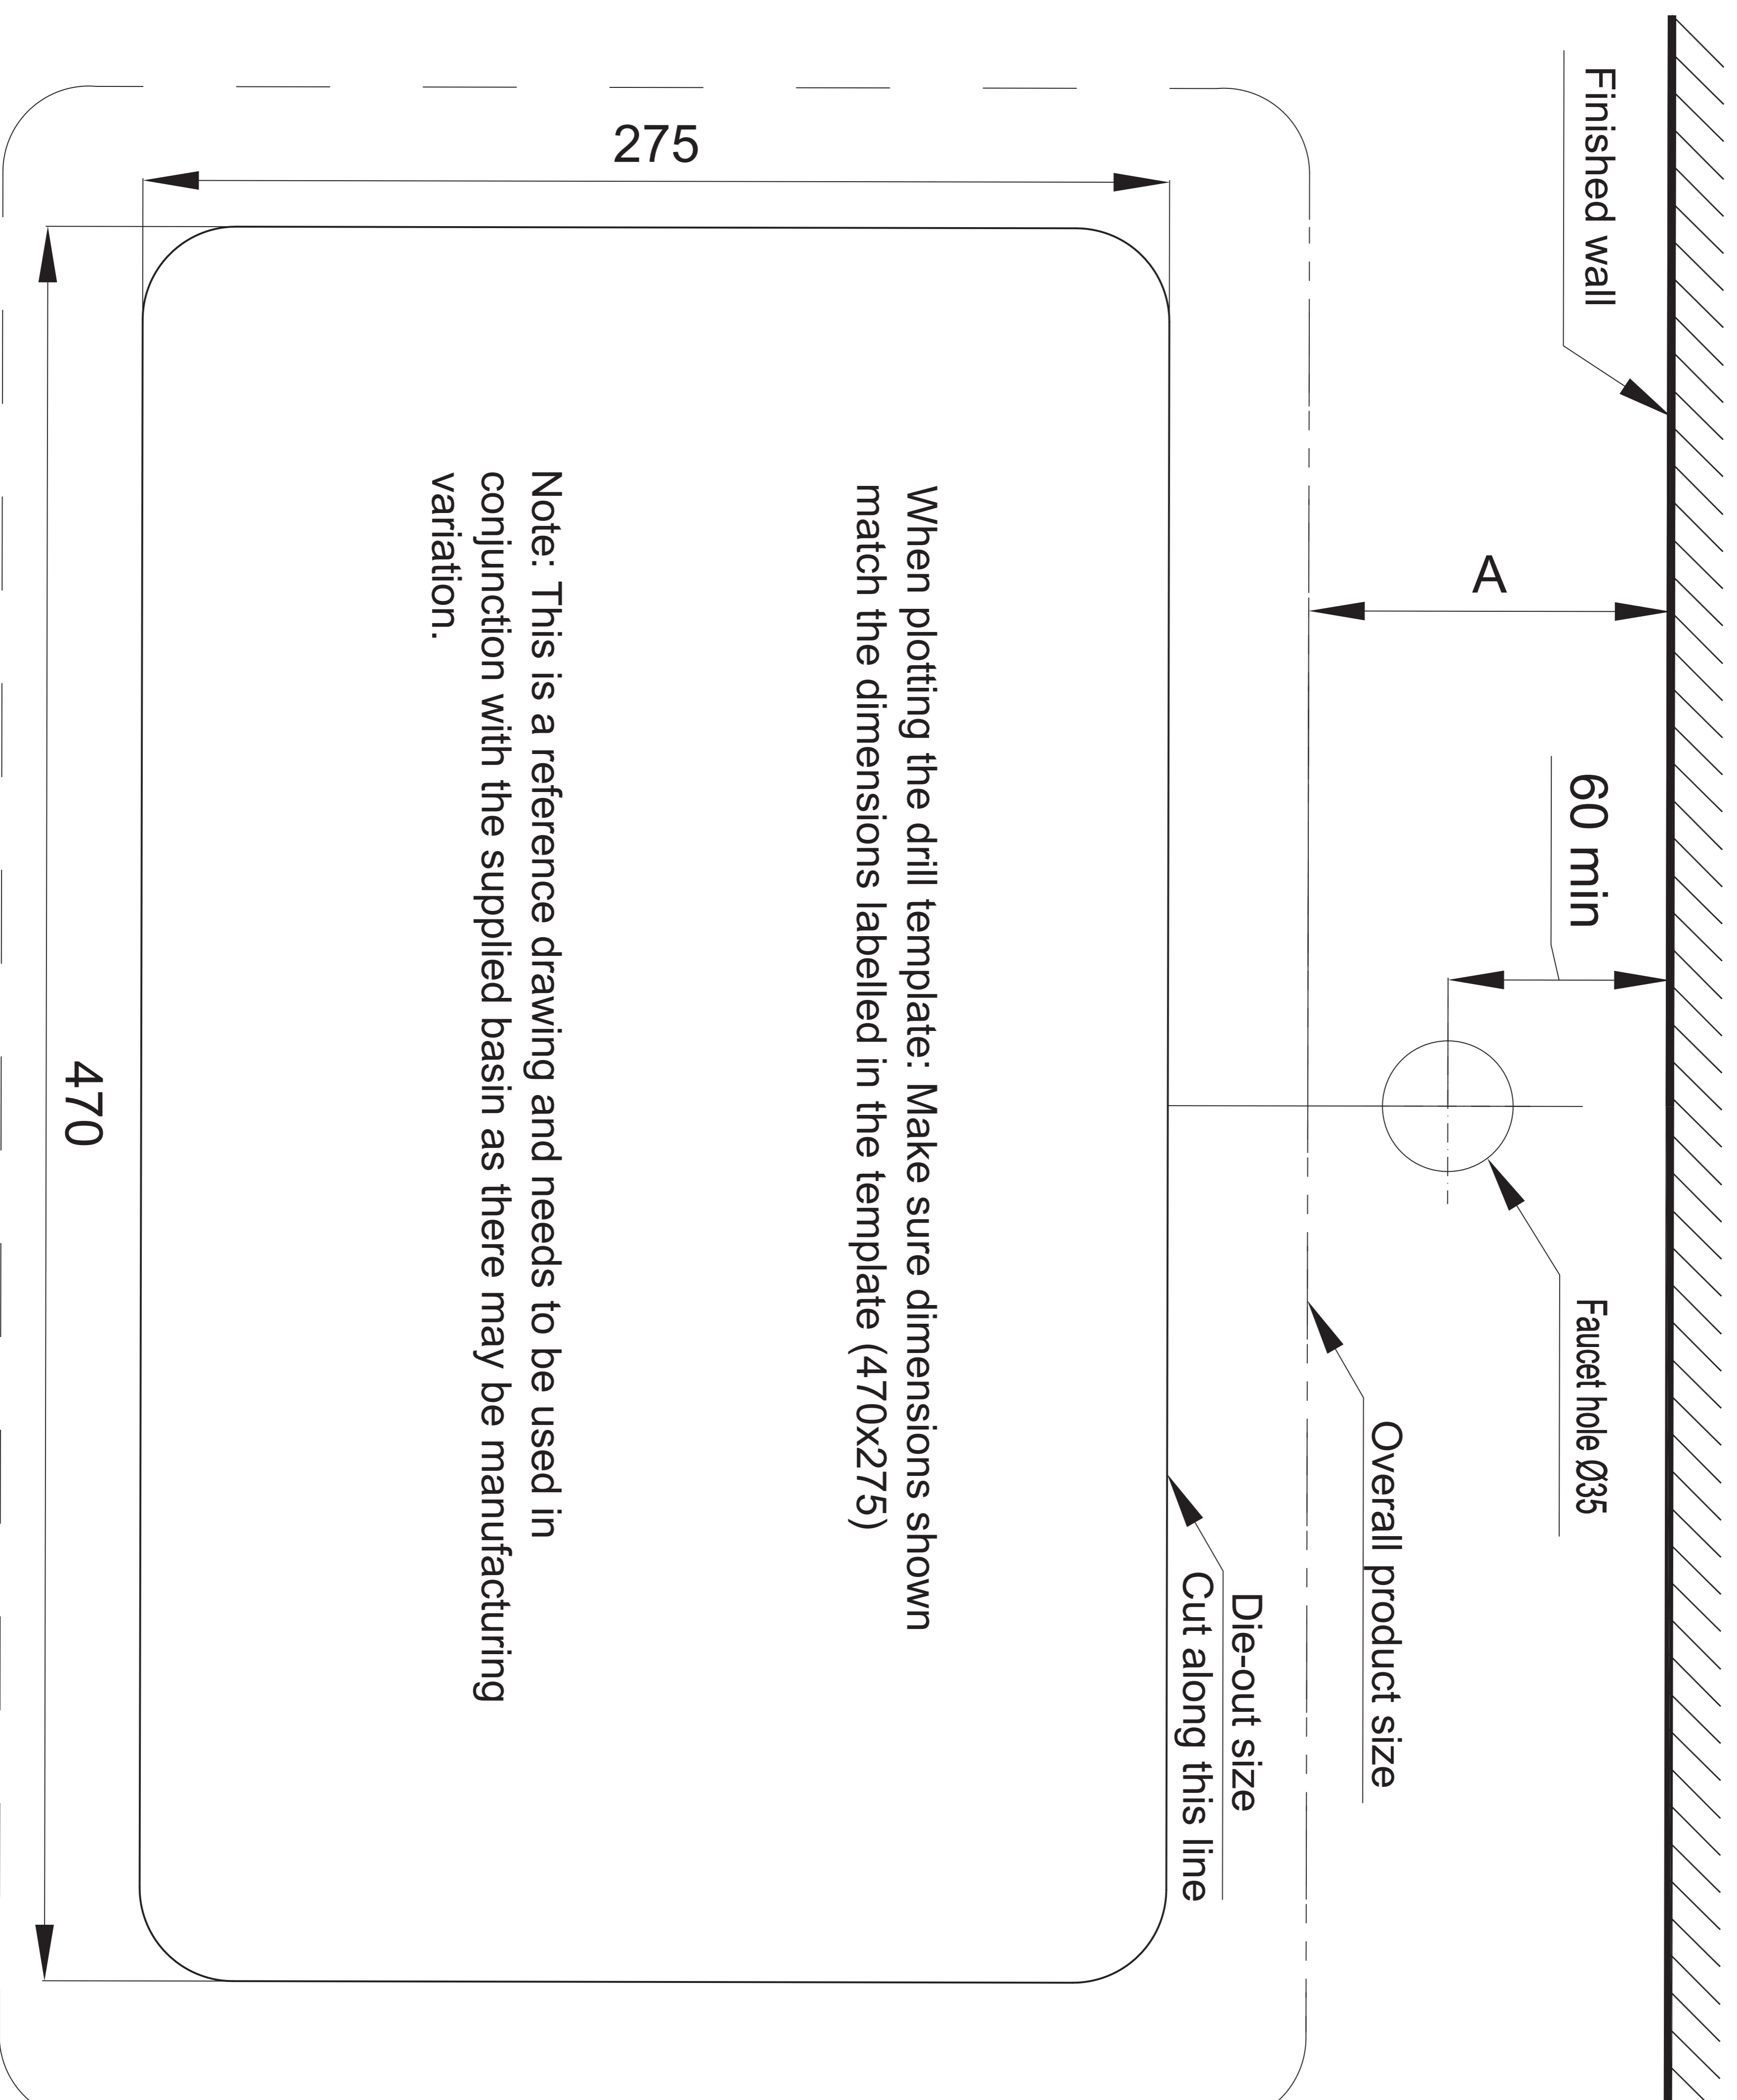 Finished wall
275
A
60 min
Faucet hole Ø35
Overall product size
Die-out size
Cut along this line
When plotting the drill template: Make sure dimensions shown
match the dimensions labelled in the template (470x275)
Note: This is a reference drawing and needs to be used in
conjunction with the supplied basin as there may be manufacturing
variation.
470